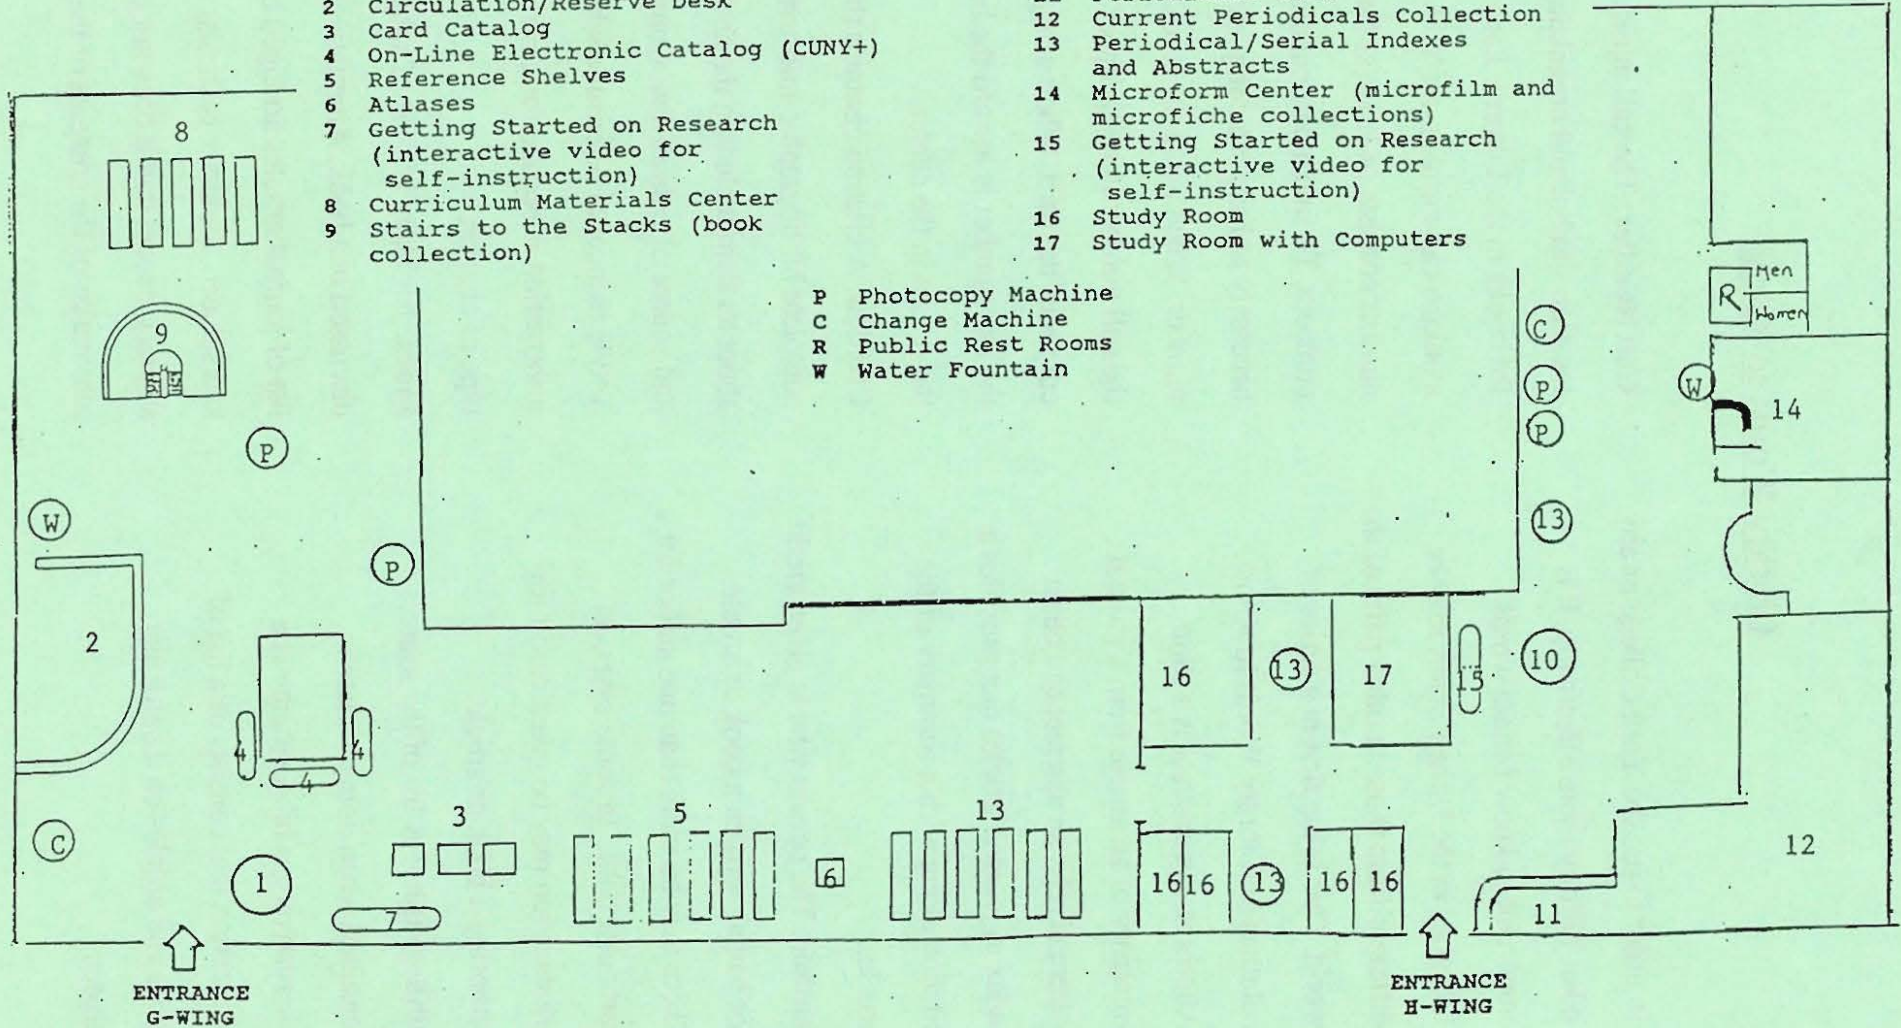 2 Circulation/Reserve Desk
3 Card Catalog
4 On-Line Electronic Catalog (CUNY+)
5 Reference Shelves
6 Atlases
7 Getting Started on Research
(interactive video for
self-instruction)
8 Curriculum Materials Center
9 Stairs to the Stacks (book
collection)
12 Current Periodicals Collection
13 Periodical/Serial Indexes
and Abstracts
14 Microform Center (microfilm and
microfiche collections)
15 Getting Started on Research
(interactive video for
self-instruction)
16 Study Room
17 Study Room with Computers
P Photocopy Machine
C Change Machine
R Public Rest Rooms
W Water Fountain
8
9
P
W
P
2
4
4
4
C
1
3
7
5
6
13
16
13
17
15
10
16
16
13
16
16
11
12
C
P
P
13
R
Men
Women
W
14
ENTRANCE
G-WING
ENTRANCE
H-WING